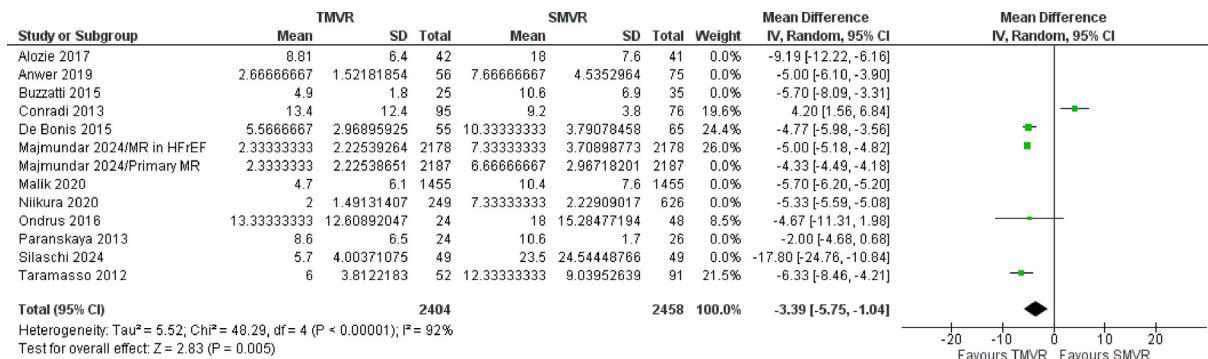 TMVR SMVR Mean Difference Mean Difference
Study or Subgroup Mean SD Total Mean SD Total Weight IV, Random, 95% CI IV, Random, 95% CI
Alozie 2017 8.81 6.4 42 18 7.6 41 0.0% -9.19 [-12.22, -6.16]
Anwer 2019 2.66666667 1.52181854 56 7.66666667 4.5352964 75 0.0% -5.00 [-6.10, -3.90]
Buzzatti 2015 4.9 1.8 25 10.6 6.9 35 0.0% -5.70 [-8.09, -3.31]
Conradi 2013 13.4 12.4 95 9.2 3.8 76 19.6% 4.20 [1.56, 6.84]
De Bonis 2015 5.5666667 2.96895925 55 10.33333333 3.79078458 65 24.4% -4.77 [-5.98, -3.56]
Majmundar 2024/MR in HFrEF 2.33333333 2.22539264 2178 7.33333333 3.70898773 2178 26.0% -5.00 [-5.18, -4.82]
Majmundar 2024/Primary MR 2.3333333 2.22538651 2187 6.66666667 2.96718201 2187 0.0% -4.33 [-4.49, -4.18]
Malik 2020 4.7 6.1 1455 10.4 7.6 1455 0.0% -5.70 [-6.20, -5.20]
Niikura 2020 2 1.49131407 249 7.33333333 2.22909017 626 0.0% -5.33 [-5.59, -5.08]
Ondrus 2016 13.33333333 12.60892047 24 18 15.28477194 48 8.5% -4.67 [-11.31, 1.98]
Paranskaya 2013 8.6 6.5 24 10.6 1.7 26 0.0% -2.00 [-4.68, 0.68]
Silaschi 2024 5.7 4.00371075 49 23.5 24.54448766 49 0.0% -17.80 [-24.76, -10.84]
Taramasso 2012 6 3.8122183 52 12.33333333 9.03952639 91 21.5% -6.33 [-8.46, -4.21]
Total (95% CI) 2404 2458 100.0% -3.39 [-5.75, -1.04]
Heterogeneity: Tau² = 5.52; Chi² = 48.29, df = 4 (P < 0.00001); I² = 92%
Test for overall effect: Z = 2.83 (P = 0.005)
-20 -10 0 10 20
Favours TMVR Favours SMVR